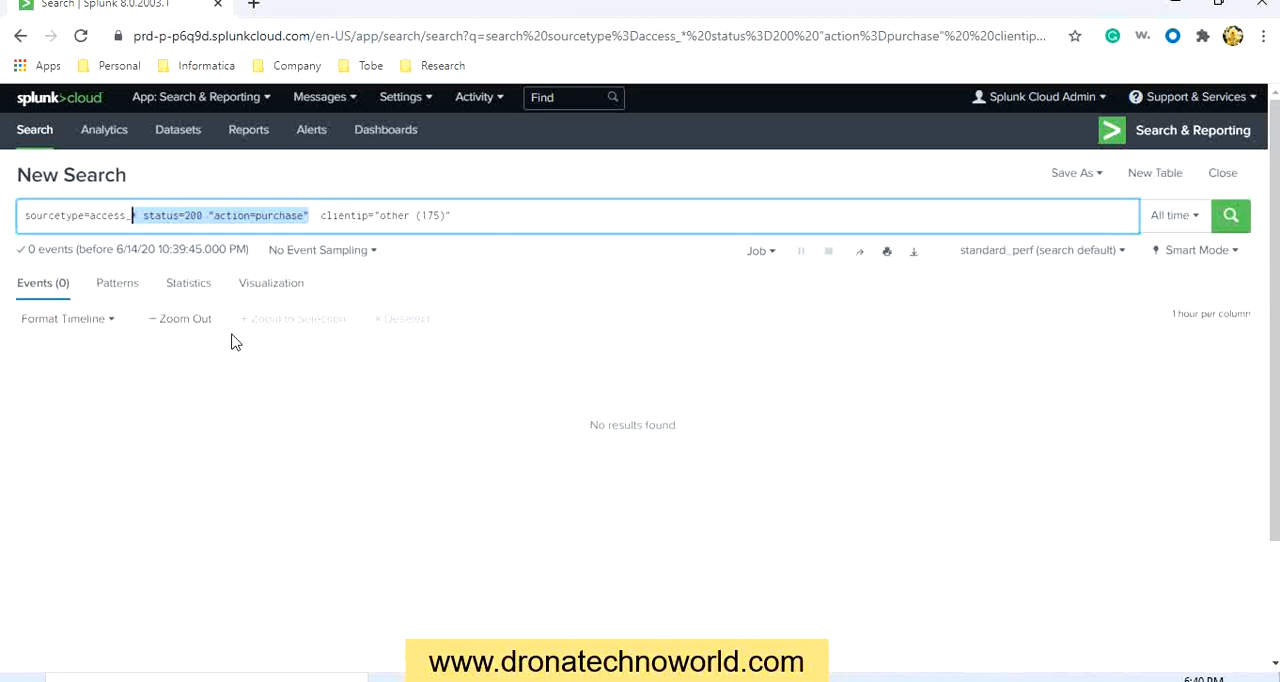 Search | Splunk 8.0.2003.1
prd-p-p6q9d.splunkcloud.com/en-US/app/search/search?q=search%20sourcetype%3Daccess_*%20status%3D200%20"action%3Dpurchase"%20%20clientip...
Apps Personal Informatica Company Tobe Research
splunk>cloud App: Search & Reporting Messages Settings Activity Find Splunk Cloud Admin Support & Services
Search Analytics Datasets Reports Alerts Dashboards Search & Reporting
New Search Save As New Table Close
sourcetype=access_* status=200 "action=purchase" clientip="other (175)" All time
0 events (before 6/14/20 10:39:45.000 PM) No Event Sampling Job standard_perf (search default) Smart Mode
Events (0) Patterns Statistics Visualization
Format Timeline − Zoom Out + Zoom to Selection × Deselect 1 hour per column
No results found
www.dronatechnoworld.com
6:40 PM